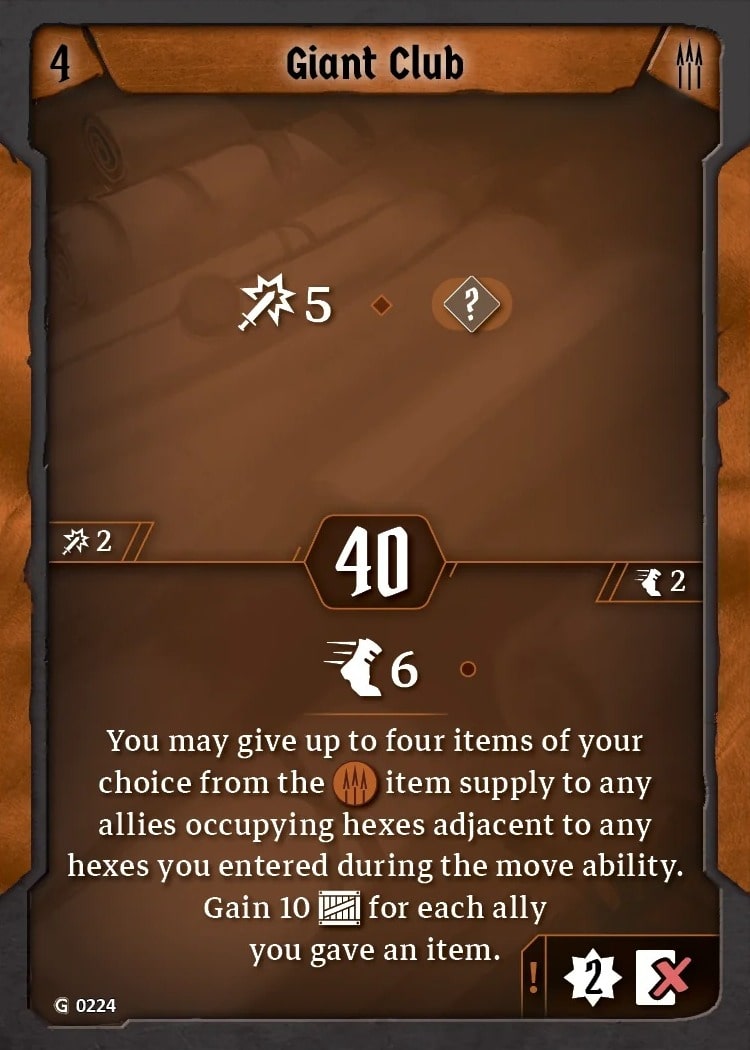 4 Giant Club
5 ?
2
40
2
6
You may give up to four items of your
choice from the item supply to any
allies occupying hexes adjacent to any
hexes you entered during the move ability.
Gain 10 for each ally
you gave an item.
! 2
G 0224